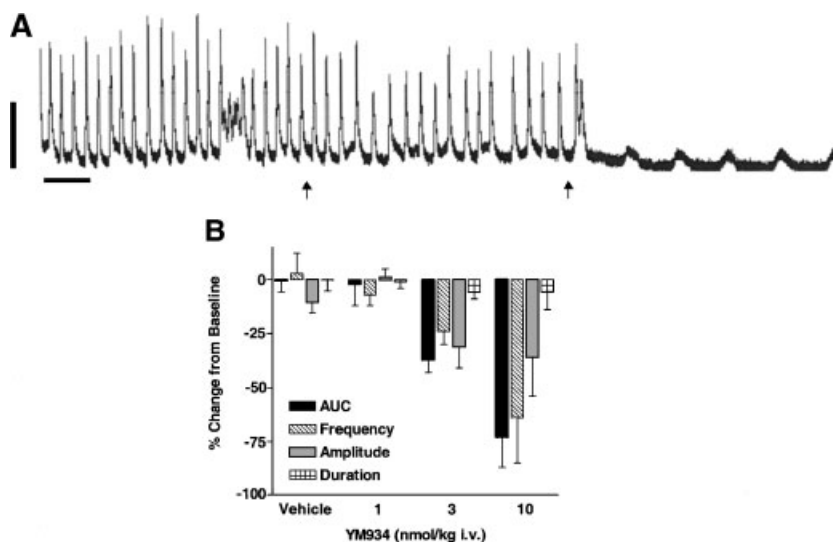 A
B
% Change from Baseline
0
-25
-50
-75
-100
AUC
Frequency
Amplitude
Duration
Vehicle 1 3 10
YM934 (nmol/kg i.v.)